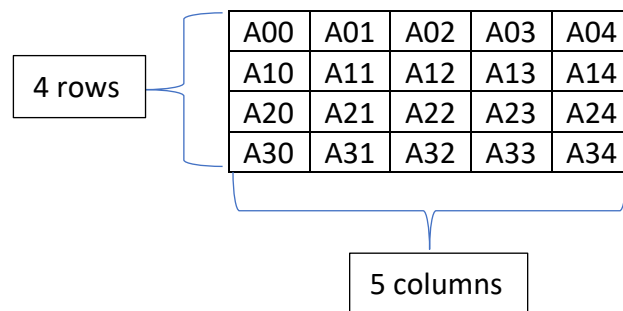 A00 A01 A02 A03 A04
4 rows
A10 A11 A12 A13 A14
A20 A21 A22 A23 A24
A30 A31 A32 A33 A34
5 columns